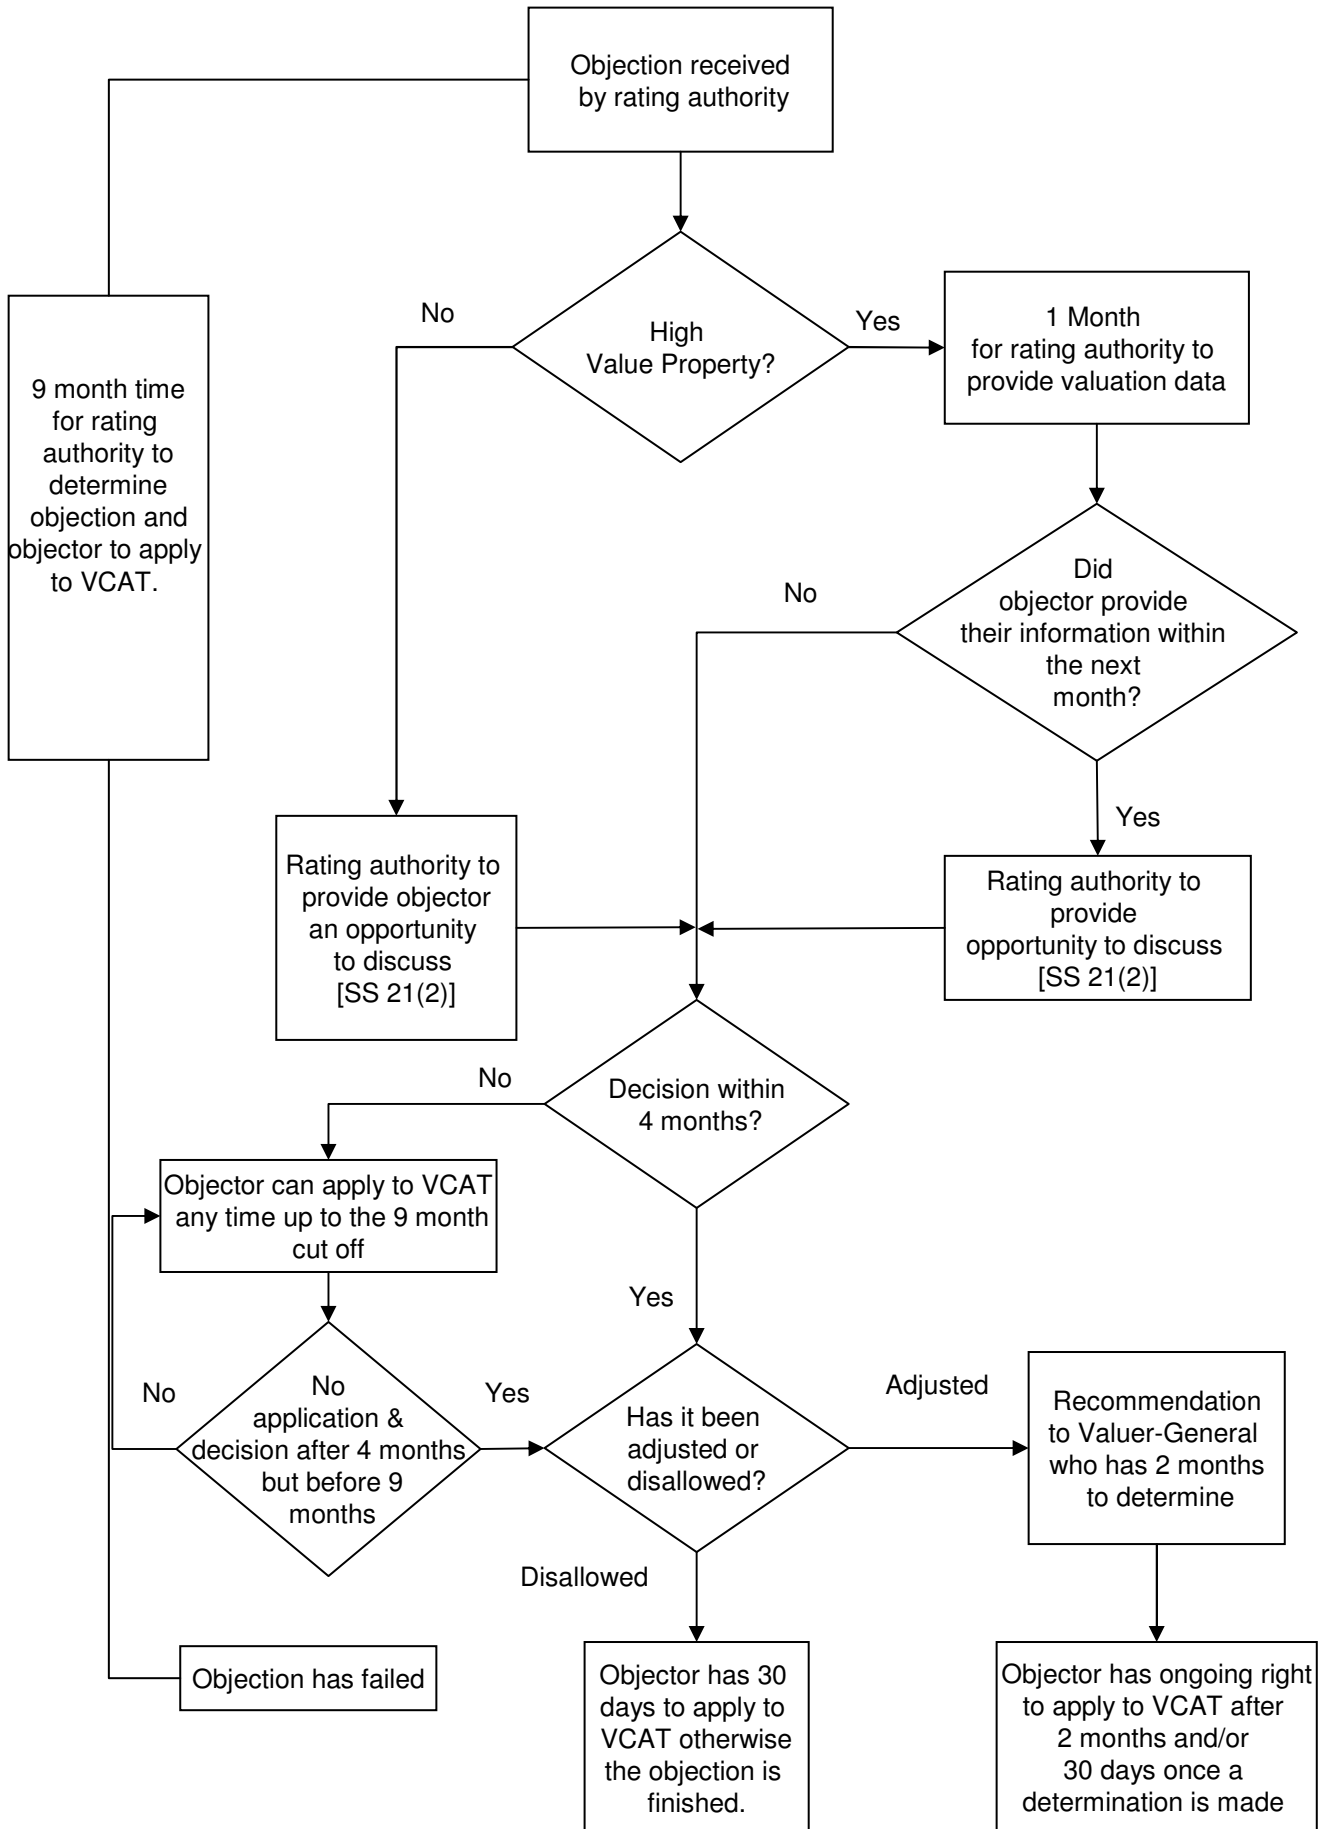 Objection received
by rating authority
No
High
Value Property?
Yes
1 Month
for rating authority to
provide valuation data
9 month time
for rating
authority to
determine
objection and
objector to apply
to VCAT.
Did
objector provide
their information within
the next
month?
No
Yes
Rating authority to
provide objector
an opportunity
to discuss
[SS 21(2)]
Rating authority to
provide
opportunity to discuss
[SS 21(2)]
No
Decision within
4 months?
Objector can apply to VCAT
any time up to the 9 month
cut off
Yes
No
No
application &
decision after 4 months
but before 9
months
Yes
Has it been
adjusted or
disallowed?
Adjusted
Recommendation
to Valuer-General
who has 2 months
to determine
Disallowed
Objection has failed
Objector has 30
days to apply to
VCAT otherwise
the objection is
finished.
Objector has ongoing right
to apply to VCAT after
2 months and/or
30 days once a
determination is made